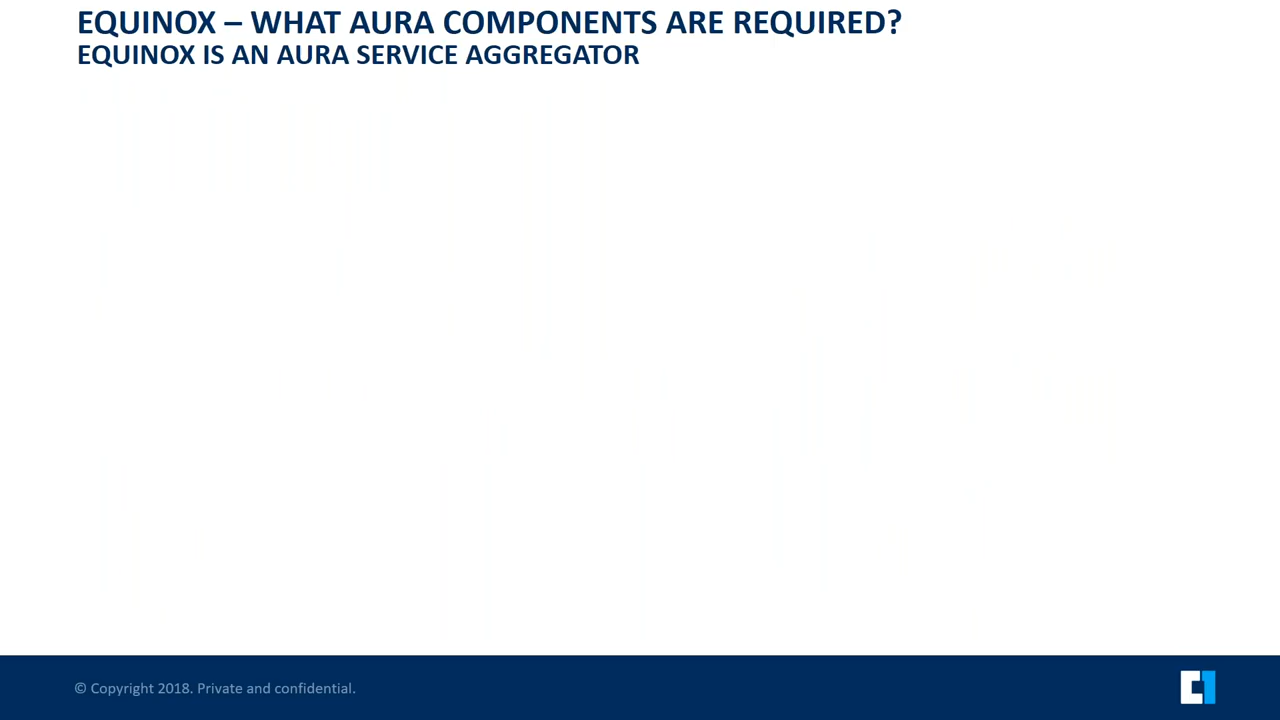 EQUINOX – WHAT AURA COMPONENTS ARE REQUIRED?
EQUINOX IS AN AURA SERVICE AGGREGATOR
© Copyright 2018. Private and confidential.